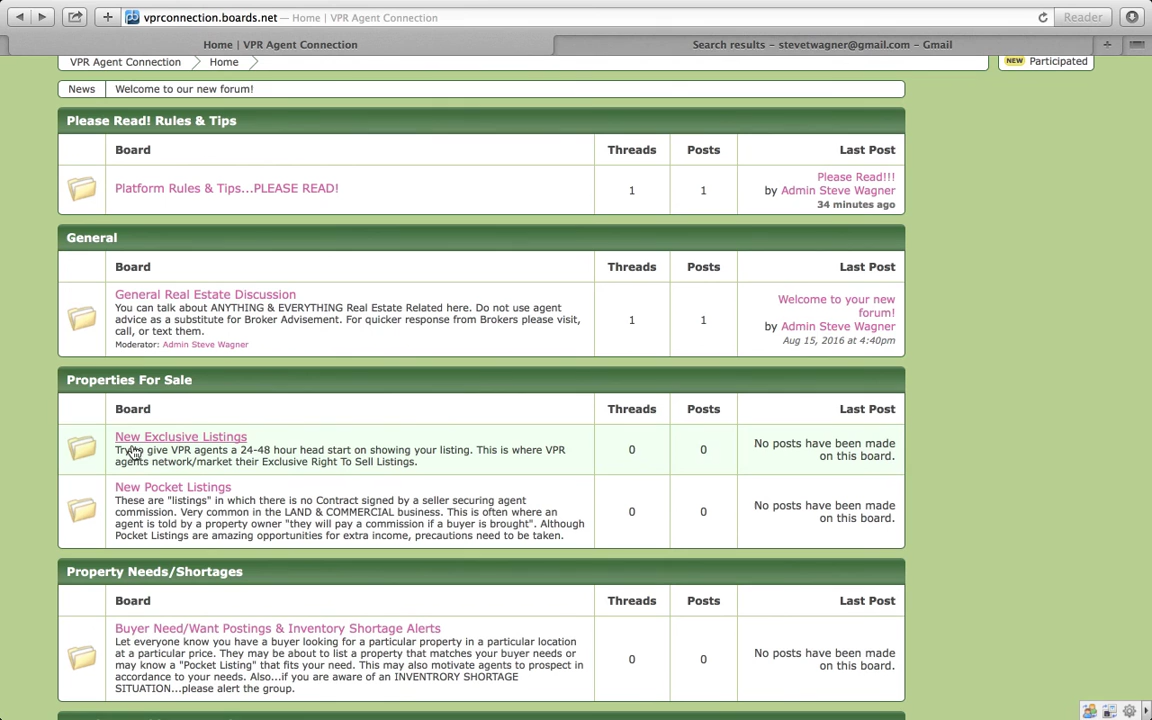 vprconnection.boards.net — Home | VPR Agent Connection
Reader
Home | VPR Agent Connection
Search results – stevetwagner@gmail.com – Gmail
VPR Agent Connection
Home
NEW Participated
News
Welcome to our new forum!
Please Read! Rules & Tips
Board
Threads
Posts
Last Post
Platform Rules & Tips...PLEASE READ!
1
1
Please Read!!!
by Admin Steve Wagner
34 minutes ago
General
Board
Threads
Posts
Last Post
General Real Estate Discussion
You can talk about ANYTHING & EVERYTHING Real Estate Related here. Do not use agent
advice as a substitute for Broker Advisement. For quicker response from Brokers please visit,
call, or text them.
Moderator: Admin Steve Wagner
1
1
Welcome to your new
forum!
by Admin Steve Wagner
Aug 15, 2016 at 4:40pm
Properties For Sale
Board
Threads
Posts
Last Post
New Exclusive Listings
Try to give VPR agents a 24-48 hour head start on showing your listing. This is where VPR
agents network/market their Exclusive Right To Sell Listings.
0
0
No posts have been made
on this board.
New Pocket Listings
These are "listings" in which there is no Contract signed by a seller securing agent
commission. Very common in the LAND & COMMERCIAL business. This is often where an
agent is told by a property owner "they will pay a commission if a buyer is brought". Although
Pocket Listings are amazing opportunities for extra income, precautions need to be taken.
0
0
No posts have been made
on this board.
Property Needs/Shortages
Board
Threads
Posts
Last Post
Buyer Need/Want Postings & Inventory Shortage Alerts
Let everyone know you have a buyer looking for a particular property in a particular location
at a particular price. They may be about to list a property that matches your buyer needs or
may know a "Pocket Listing" that fits your need. This may also motivate agents to prospect in
accordance to your needs. Also...if you are aware of an INVENTRORY SHORTAGE
SITUATION...please alert the group.
0
0
No posts have been made
on this board.